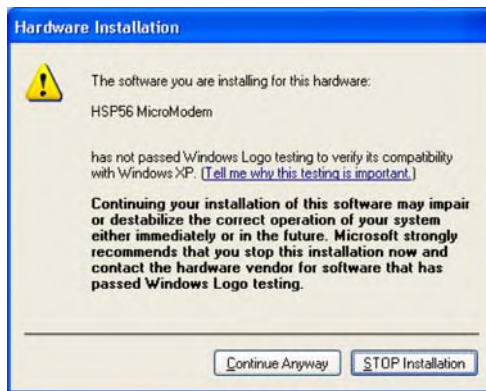 Hardware Installation
The software you are installing for this hardware:
HSP56 MicroModem
has not passed Windows Logo testing to verify its compatibility
with Windows XP. (Tell me why this testing is important.)
Continuing your installation of this software may impair
or destabilize the correct operation of your system
either immediately or in the future. Microsoft strongly
recommends that you stop this installation now and
contact the hardware vendor for software that has
passed Windows Logo testing.
Continue Anyway
STOP Installation